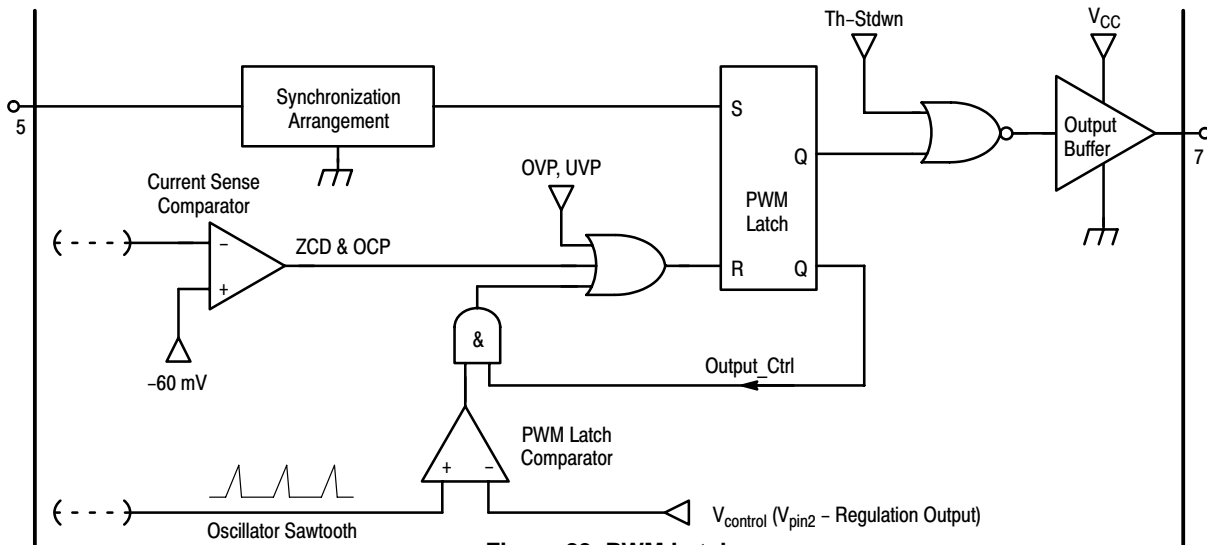 Th–Stdwn
V_CC
5
Synchronization
Arrangement
S
Q
Output
Buffer
7
Current Sense
Comparator
OVP, UVP
PWM
Latch
–
ZCD & OCP
R
Q
+
–60 mV
&
Output_Ctrl
PWM Latch
Comparator
+
–
Oscillator Sawtooth
V_control (V_pin2 – Regulation Output)